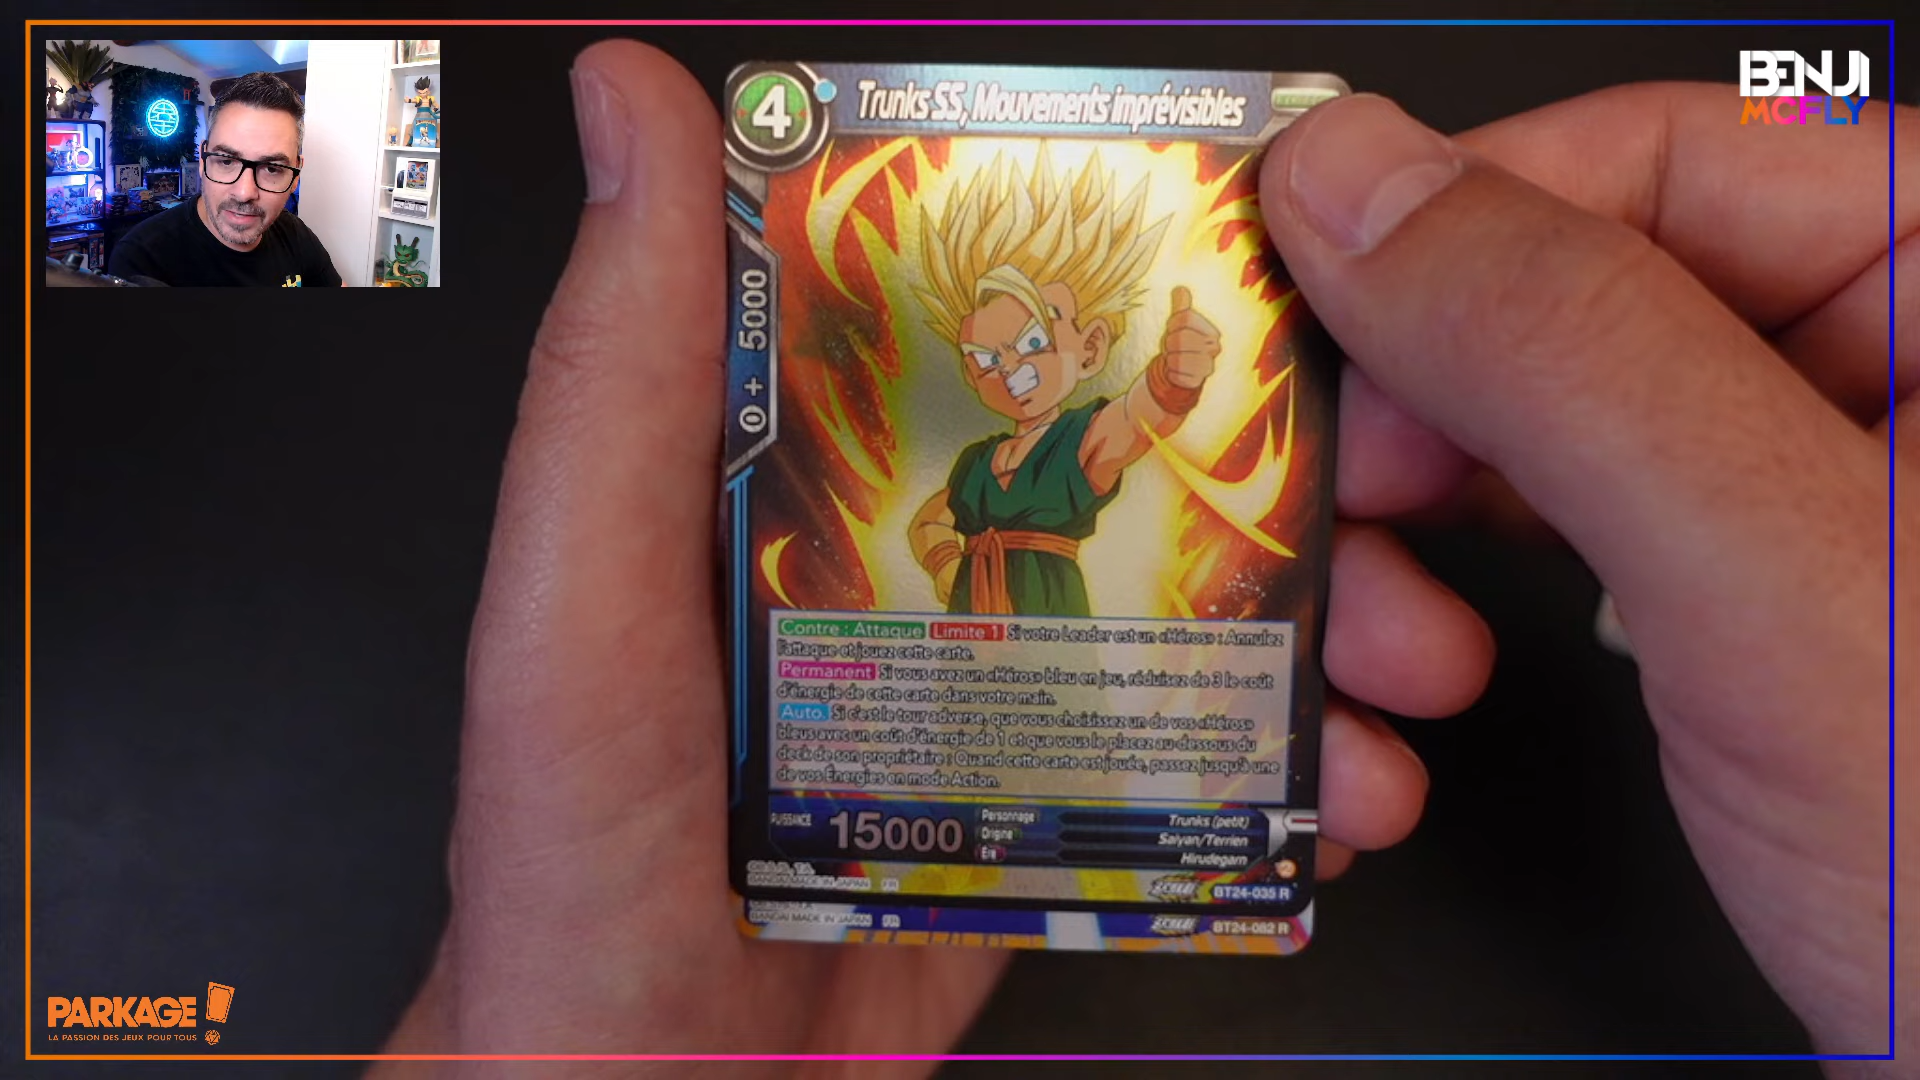 BENJI
MCFLY
4
Trunks SS, Mouvements imprévisibles
0 + 5000
Contre : Attaque Limite 1 Si votre Leader est un «Héros» : Annulez
l'attaque et jouez cette carte.
Permanent Si vous avez un «Héros» bleu en jeu, réduisez de 3 le coût
d'énergie de cette carte dans votre main.
Auto. Si c'est le tour adverse, que vous choisissez un de vos «Héros»
bleus avec un coût d'énergie de 1 et que vous le placez au-dessous du
deck de son propriétaire : Quand cette carte est jouée, passez jusqu'à une
de vos Énergies en mode Action.
PUISSANCE 15000
Personnage Trunks (petit)
Origine Saiyan/Terrien
Ère Hirudegarn
BANDAI MADE IN JAPAN FR
BT24-035 R
BANDAI MADE IN JAPAN FR
BT24-082 R
PARKAGE
LA PASSION DES JEUX POUR TOUS